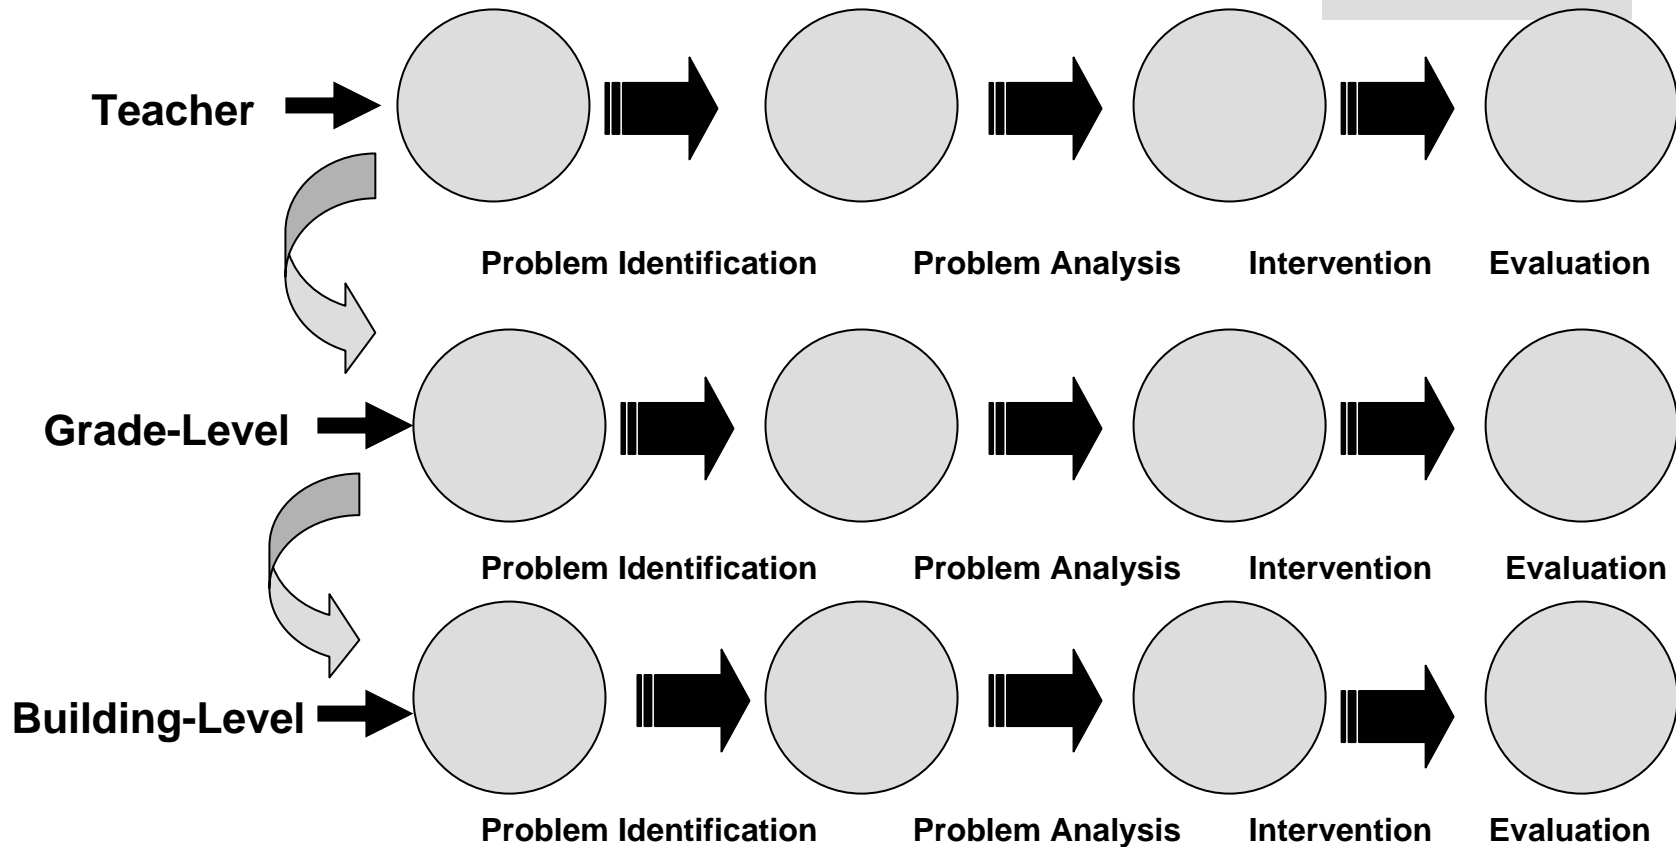 Teacher
Problem Identification Problem Analysis Intervention Evaluation
Grade-Level
Problem Identification Problem Analysis Intervention Evaluation
Building-Level
Problem Identification Problem Analysis Intervention Evaluation